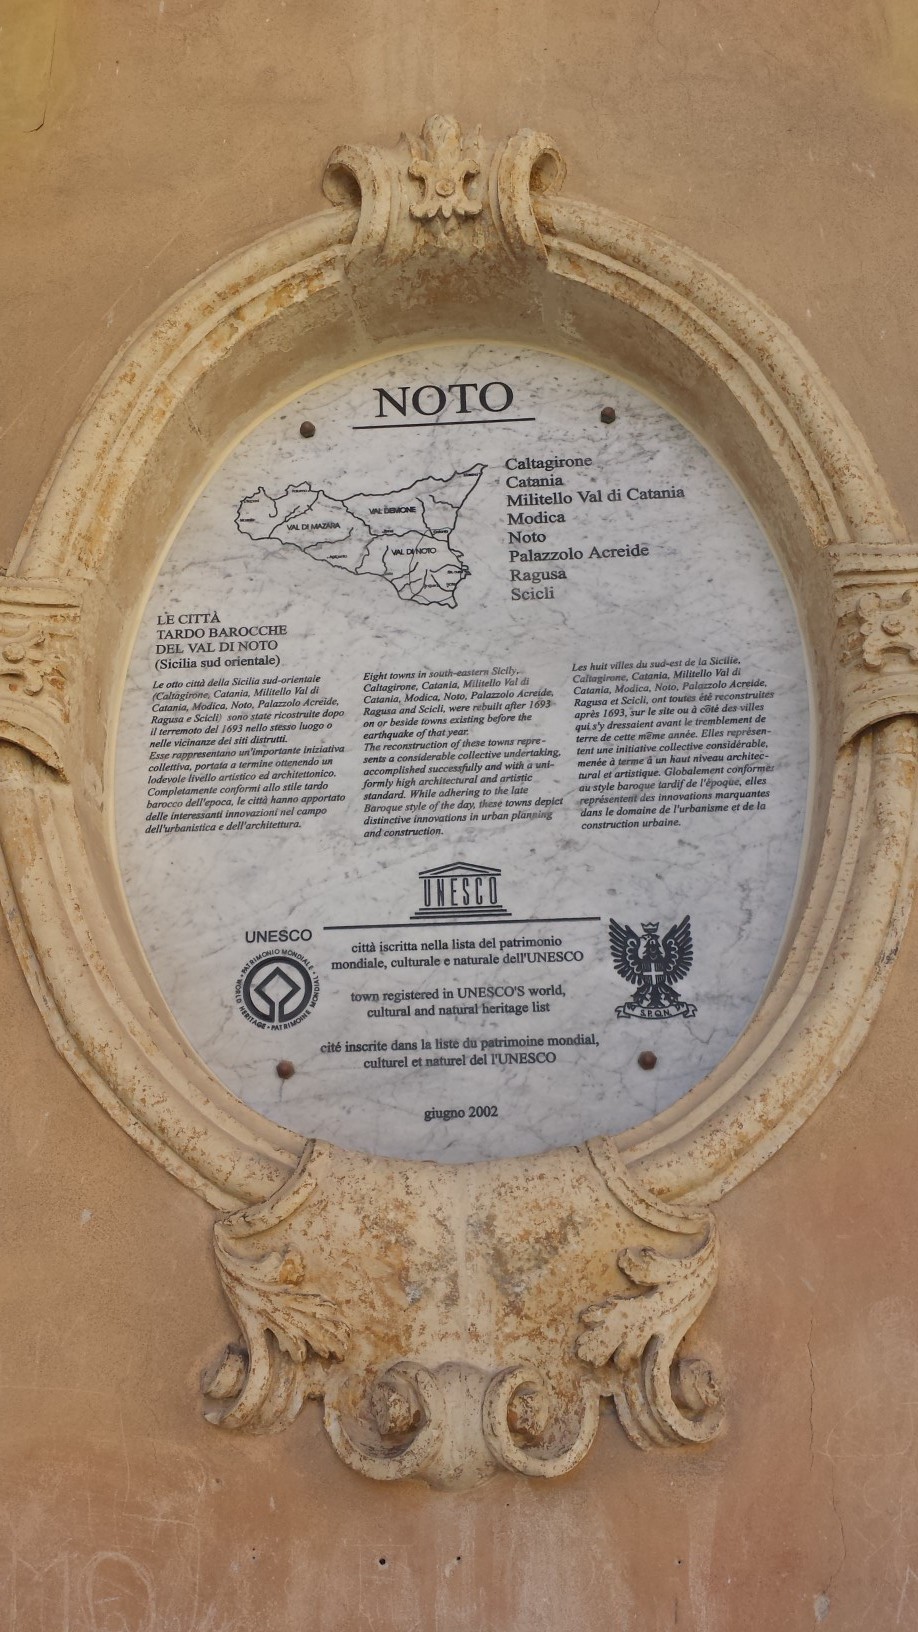 NOTO
Caltagirone
Catania
Militello Val di Catania
Modica
Noto
Palazzolo Acreide
Ragusa
Scicli
VAL DI MAZARA
VAL DEMONE
VAL DI NOTO
LE CITTÀ
TARDO BAROCCHE
DEL VAL DI NOTO
(Sicilia sud orientale)
Le otto città della Sicilia sud-orientale
(Caltagirone, Catania, Militello Val di
Catania, Modica, Noto, Palazzolo Acreide,
Ragusa e Scicli) sono state ricostruite dopo
il terremoto del 1693 nello stesso luogo o
nelle vicinanze dei siti distrutti.
Esse rappresentano un'importante iniziativa
collettiva, portata a termine ottenendo un
lodevole livello artistico ed architettonico.
Completamente conformi allo stile tardo
barocco dell'epoca, le città hanno apportato
delle interessanti innovazioni nel campo
dell'urbanistica e dell'architettura.
Eight towns in south-eastern Sicily,
Caltagirone, Catania, Militello Val di
Catania, Modica, Noto, Palazzolo Acreide,
Ragusa and Scicli, were rebuilt after 1693
on or beside towns existing before the
earthquake of that year.
The reconstruction of these towns repre-
sents a considerable collective undertaking,
accomplished successfully and with a uni-
formly high architectural and artistic
standard. While adhering to the late
Baroque style of the day, these towns depict
distinctive innovations in urban planning
and construction.
Les huit villes du sud-est de la Sicilie,
Caltagirone, Catania, Militello Val di
Catania, Modica, Noto, Palazzolo Acreide,
Ragusa et Scicli, ont toutes été reconstruites
après 1693, sur le site ou à côté des villes
qui s'y dressaient avant le tremblement de
terre de cette même année. Elles représen-
tent une initiative collective considérable,
menée à terme à un haut niveau architec-
tural et artistique. Globalement conformes
au style baroque tardif de l'époque, elles
représentent des innovations marquantes
dans le domaine de l'urbanisme et de la
construction urbaine.
UNESCO
UNESCO
PATRIMONIO MONDIALE • WORLD HERITAGE • PATRIMOINE MONDIAL
città iscritta nella lista del patrimonio
mondiale, culturale e naturale dell'UNESCO
town registered in UNESCO'S world,
cultural and natural heritage list
cité inscrite dans la liste du patrimoine mondial,
culturel et naturel del l'UNESCO
S.P.Q.N.
giugno 2002